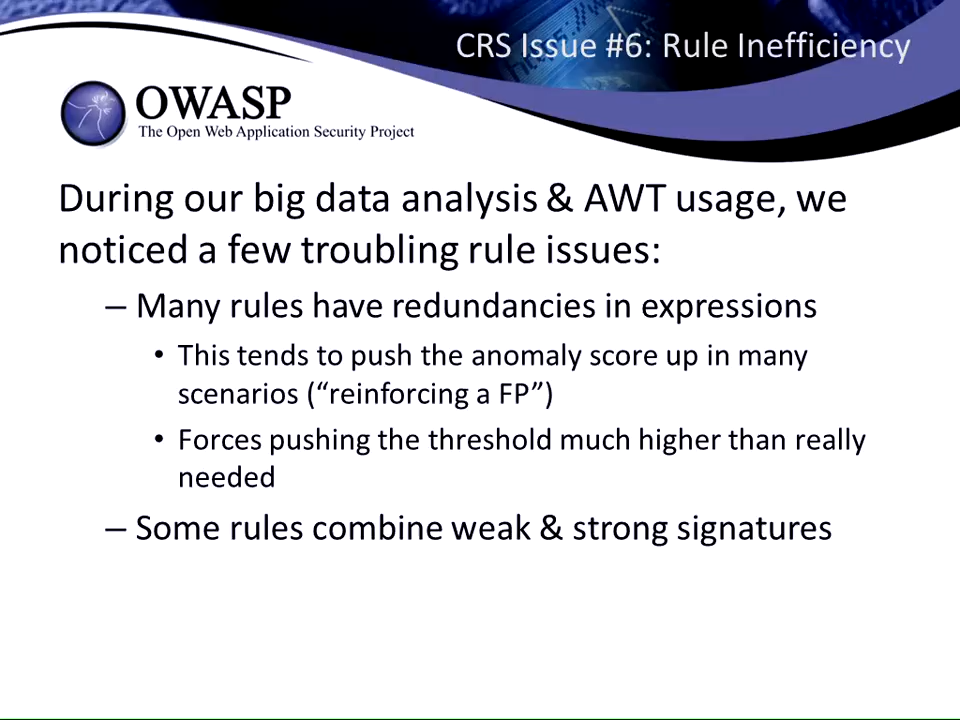 CRS Issue #6: Rule Inefficiency
OWASP
The Open Web Application Security Project
During our big data analysis & AWT usage, we
noticed a few troubling rule issues:
– Many rules have redundancies in expressions
• This tends to push the anomaly score up in many
scenarios (“reinforcing a FP”)
• Forces pushing the threshold much higher than really
needed
– Some rules combine weak & strong signatures